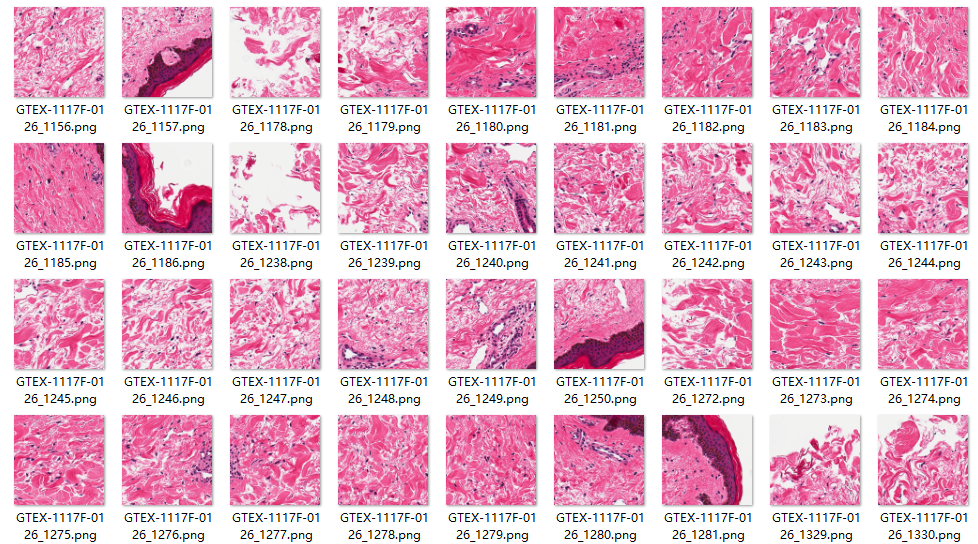 GTEX-1117F-01 GTEX-1117F-01 GTEX-1117F-01 GTEX-1117F-01 GTEX-1117F-01 GTEX-1117F-01 GTEX-1117F-01 GTEX-1117F-01 GTEX-1117F-01
26_1156.png 26_1157.png 26_1178.png 26_1179.png 26_1180.png 26_1181.png 26_1182.png 26_1183.png 26_1184.png
GTEX-1117F-01 GTEX-1117F-01 GTEX-1117F-01 GTEX-1117F-01 GTEX-1117F-01 GTEX-1117F-01 GTEX-1117F-01 GTEX-1117F-01 GTEX-1117F-01
26_1185.png 26_1186.png 26_1238.png 26_1239.png 26_1240.png 26_1241.png 26_1242.png 26_1243.png 26_1244.png
GTEX-1117F-01 GTEX-1117F-01 GTEX-1117F-01 GTEX-1117F-01 GTEX-1117F-01 GTEX-1117F-01 GTEX-1117F-01 GTEX-1117F-01 GTEX-1117F-01
26_1245.png 26_1246.png 26_1247.png 26_1248.png 26_1249.png 26_1250.png 26_1272.png 26_1273.png 26_1274.png
GTEX-1117F-01 GTEX-1117F-01 GTEX-1117F-01 GTEX-1117F-01 GTEX-1117F-01 GTEX-1117F-01 GTEX-1117F-01 GTEX-1117F-01 GTEX-1117F-01
26_1275.png 26_1276.png 26_1277.png 26_1278.png 26_1279.png 26_1280.png 26_1281.png 26_1329.png 26_1330.png